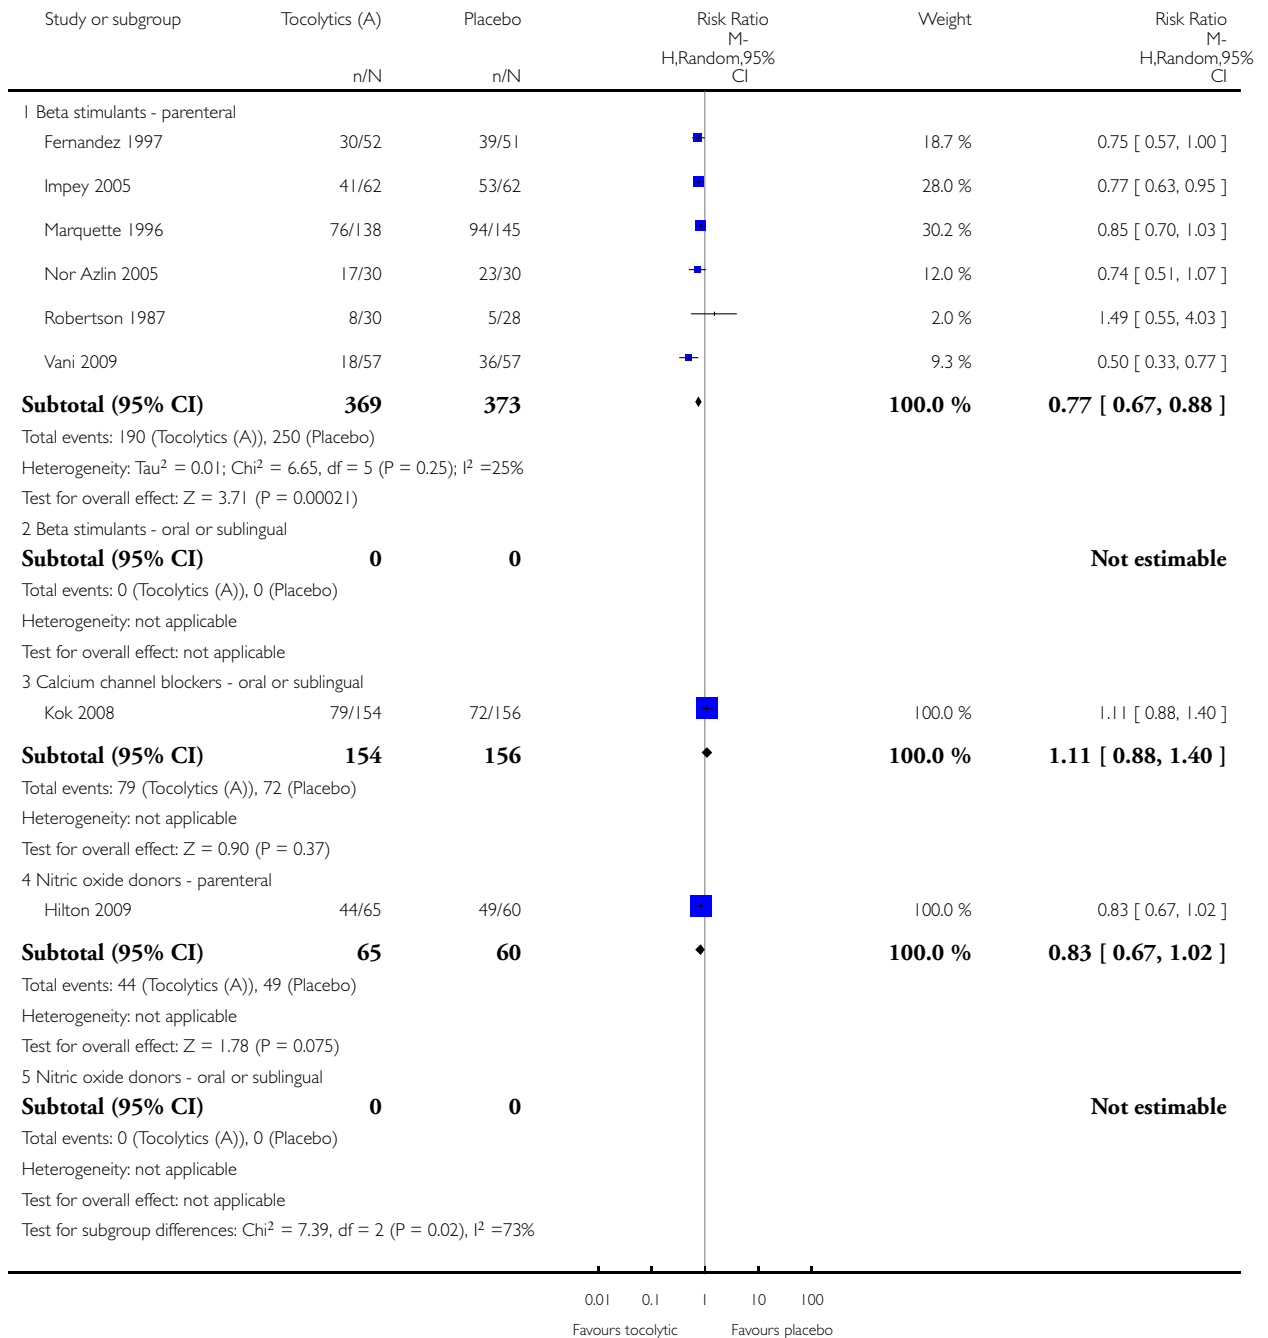 Study or subgroup Tocolytics (A) Placebo Risk Ratio Weight Risk Ratio
M- M-
H,Random,95% H,Random,95%
n/N n/N CI CI
1 Beta stimulants - parenteral
Fernandez 1997 30/52 39/51 18.7 % 0.75 [ 0.57, 1.00 ]
Impey 2005 41/62 53/62 28.0 % 0.77 [ 0.63, 0.95 ]
Marquette 1996 76/138 94/145 30.2 % 0.85 [ 0.70, 1.03 ]
Nor Azlin 2005 17/30 23/30 12.0 % 0.74 [ 0.51, 1.07 ]
Robertson 1987 8/30 5/28 2.0 % 1.49 [ 0.55, 4.03 ]
Vani 2009 18/57 36/57 9.3 % 0.50 [ 0.33, 0.77 ]
Subtotal (95% CI) 369 373 100.0 % 0.77 [ 0.67, 0.88 ]
Total events: 190 (Tocolytics (A)), 250 (Placebo)
Heterogeneity: Tau² = 0.01; Chi² = 6.65, df = 5 (P = 0.25); I² =25%
Test for overall effect: Z = 3.71 (P = 0.00021)
2 Beta stimulants - oral or sublingual
Subtotal (95% CI) 0 0 Not estimable
Total events: 0 (Tocolytics (A)), 0 (Placebo)
Heterogeneity: not applicable
Test for overall effect: not applicable
3 Calcium channel blockers - oral or sublingual
Kok 2008 79/154 72/156 100.0 % 1.11 [ 0.88, 1.40 ]
Subtotal (95% CI) 154 156 100.0 % 1.11 [ 0.88, 1.40 ]
Total events: 79 (Tocolytics (A)), 72 (Placebo)
Heterogeneity: not applicable
Test for overall effect: Z = 0.90 (P = 0.37)
4 Nitric oxide donors - parenteral
Hilton 2009 44/65 49/60 100.0 % 0.83 [ 0.67, 1.02 ]
Subtotal (95% CI) 65 60 100.0 % 0.83 [ 0.67, 1.02 ]
Total events: 44 (Tocolytics (A)), 49 (Placebo)
Heterogeneity: not applicable
Test for overall effect: Z = 1.78 (P = 0.075)
5 Nitric oxide donors - oral or sublingual
Subtotal (95% CI) 0 0 Not estimable
Total events: 0 (Tocolytics (A)), 0 (Placebo)
Heterogeneity: not applicable
Test for overall effect: not applicable
Test for subgroup differences: Chi² = 7.39, df = 2 (P = 0.02), I² =73%
0.01 0.1 1 10 100
Favours tocolytic Favours placebo